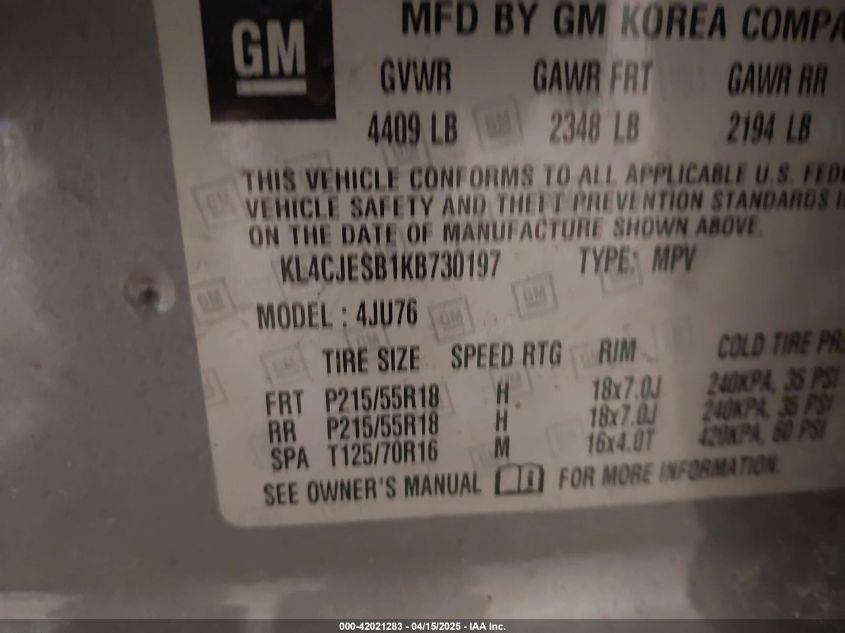 GM
MFD BY GM KOREA COMPA
GVWR GAWR FRT GAWR RR
4409 LB 2348 LB 2194 LB
THIS VEHICLE CONFORMS TO ALL APPLICABLE U.S. FEDE
VEHICLE SAFETY AND THEFT PREVENTION STANDARDS I
ON THE DATE OF MANUFACTURE SHOWN ABOVE.
KL4CJESB1KB730197 TYPE: MPV
MODEL : 4JU76
TIRE SIZE SPEED RTG RIM COLD TIRE PR
FRT P215/55R18 H 18x7.0J 240KPA, 35 PSI
RR P215/55R18 H 18x7.0J 240KPA, 35 PSI
SPA T125/70R16 M 16x4.0T 420KPA, 60 PSI
SEE OWNER'S MANUAL FOR MORE INFORMATION.
000-42021283 - 04/15/2025 - IAA Inc.